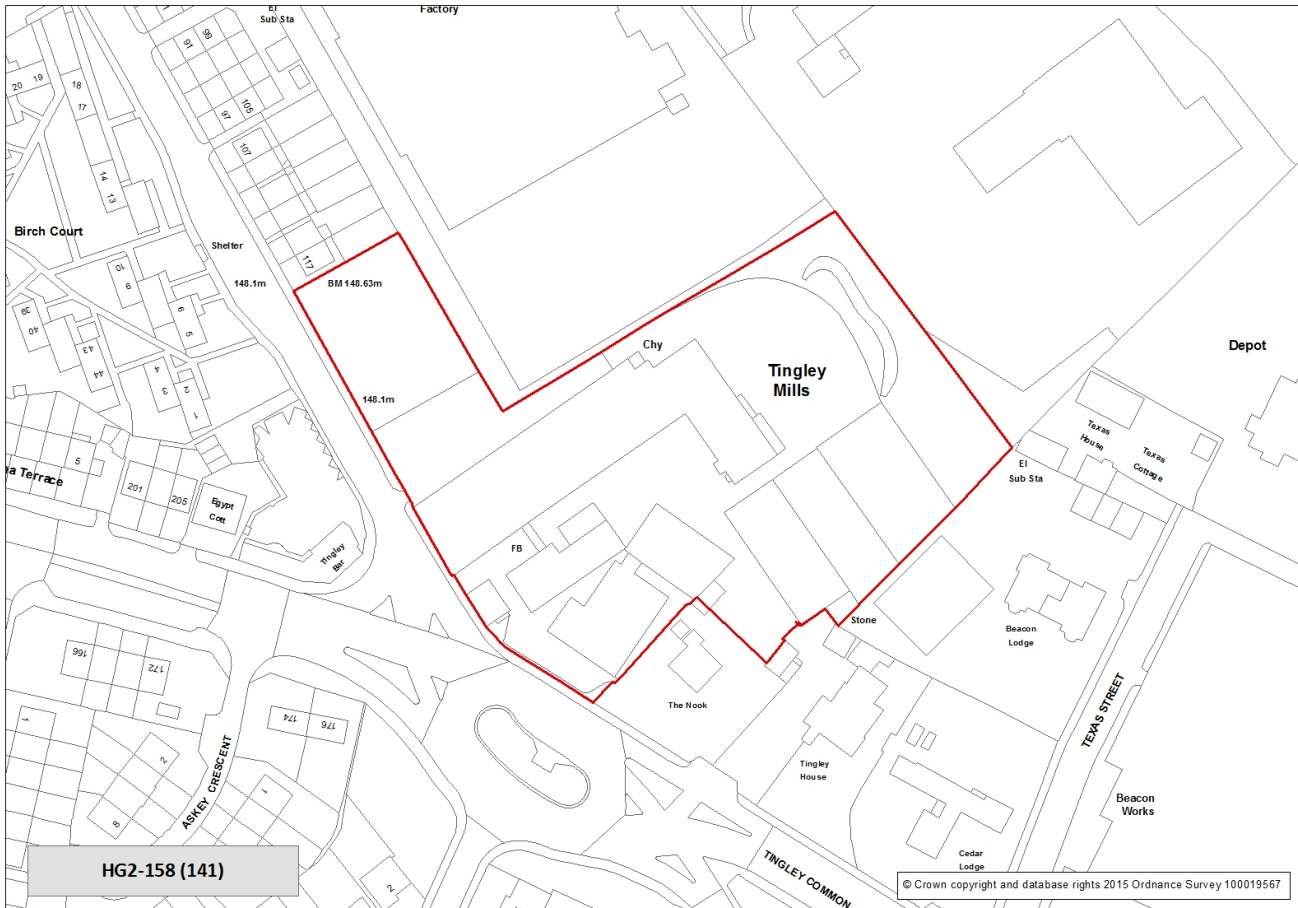 El
Sub Sta
Factory
91
99
20
19
18
17
97
105
107
14
13
Birch Court
Shelter
117
148.1m
BM 148.63m
10
9
6
5
39
40
43
44
4
3
2
1
Chy
Tingley
Mills
Depot
148.1m
Texas
House
Texas
Cottage
El
Sub Sta
na Terrace
5
201
205
Egypt
Cott
Tingley
Bar
FB
Stone
Beacon
Lodge
166
172
The Nook
TEXAS STREET
1
174
176
2
1
8
ASKEY CRESCENT
Tingley
House
Beacon
Works
HG2-158 (141)
2
TINGLEY COMMON
Cedar
Lodge
© Crown copyright and database rights 2015 Ordnance Survey 100019567